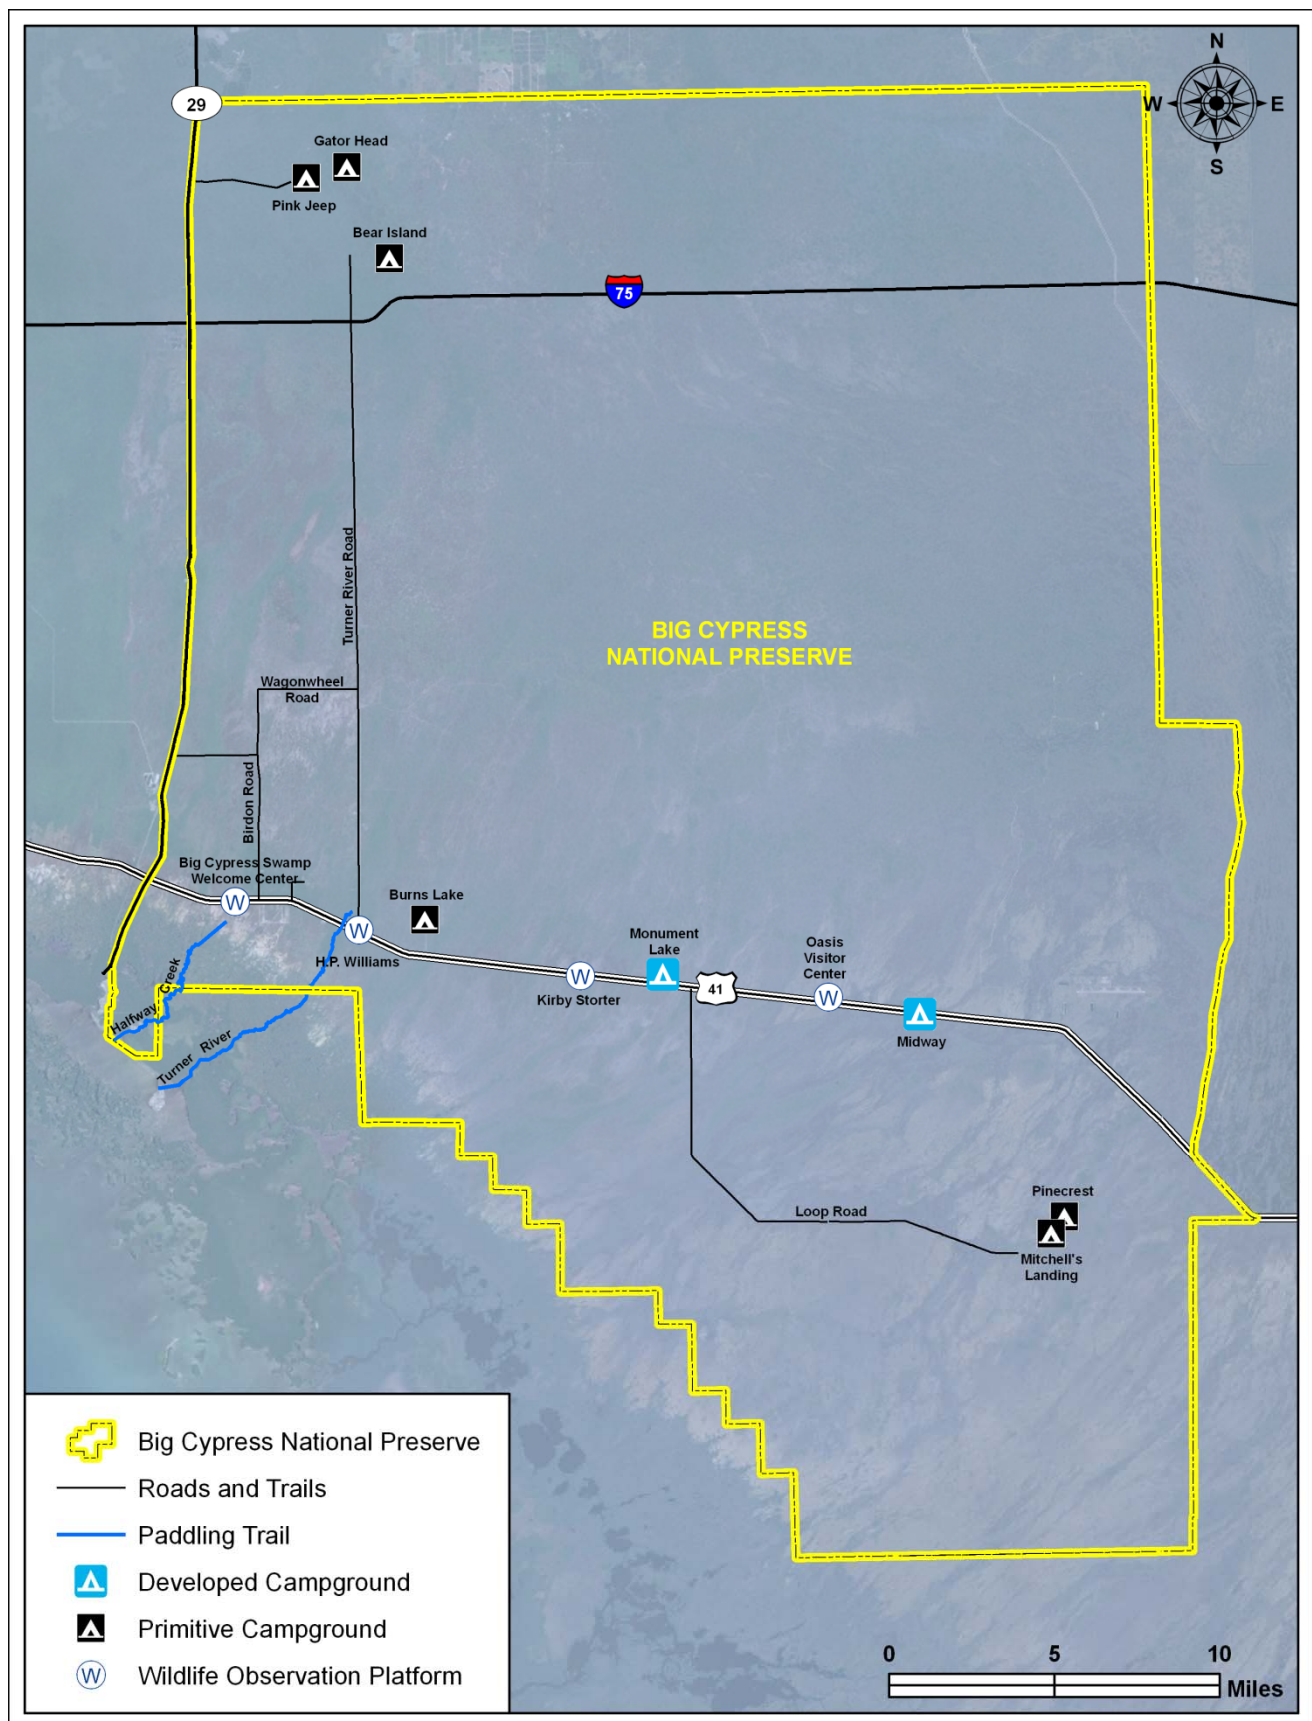 N
W
E
S
29
Gator Head
Pink Jeep
Bear Island
75
Turner River Road
BIG CYPRESS
NATIONAL PRESERVE
Wagonwheel
Road
Birdon Road
Big Cypress Swamp
Welcome Center
W
Burns Lake
W
H.P. Williams
Monument
Lake
Oasis
Visitor
Center
W
Kirby Storter
41
W
Midway
Halfway Creek
Turner River
Pinecrest
Loop Road
Mitchell's
Landing
Big Cypress National Preserve
Roads and Trails
Paddling Trail
Developed Campground
Primitive Campground
W
Wildlife Observation Platform
0
5
10
Miles